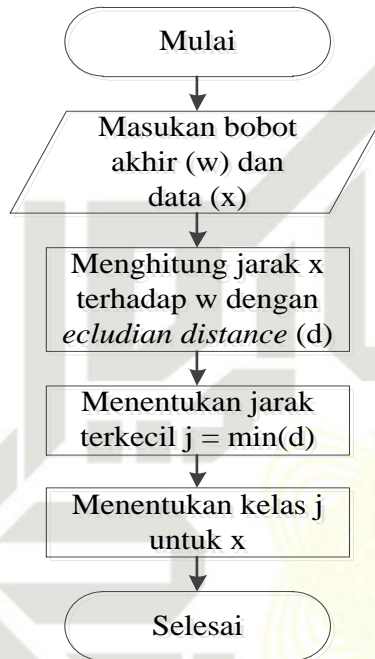 Mulai
Masukan bobot
akhir (w) dan
data (x)
Menghitung jarak x
terhadap w dengan
ecludian distance (d)
Menentukan jarak
terkecil j = min(d)
Menentukan kelas j
untuk x
Selesai